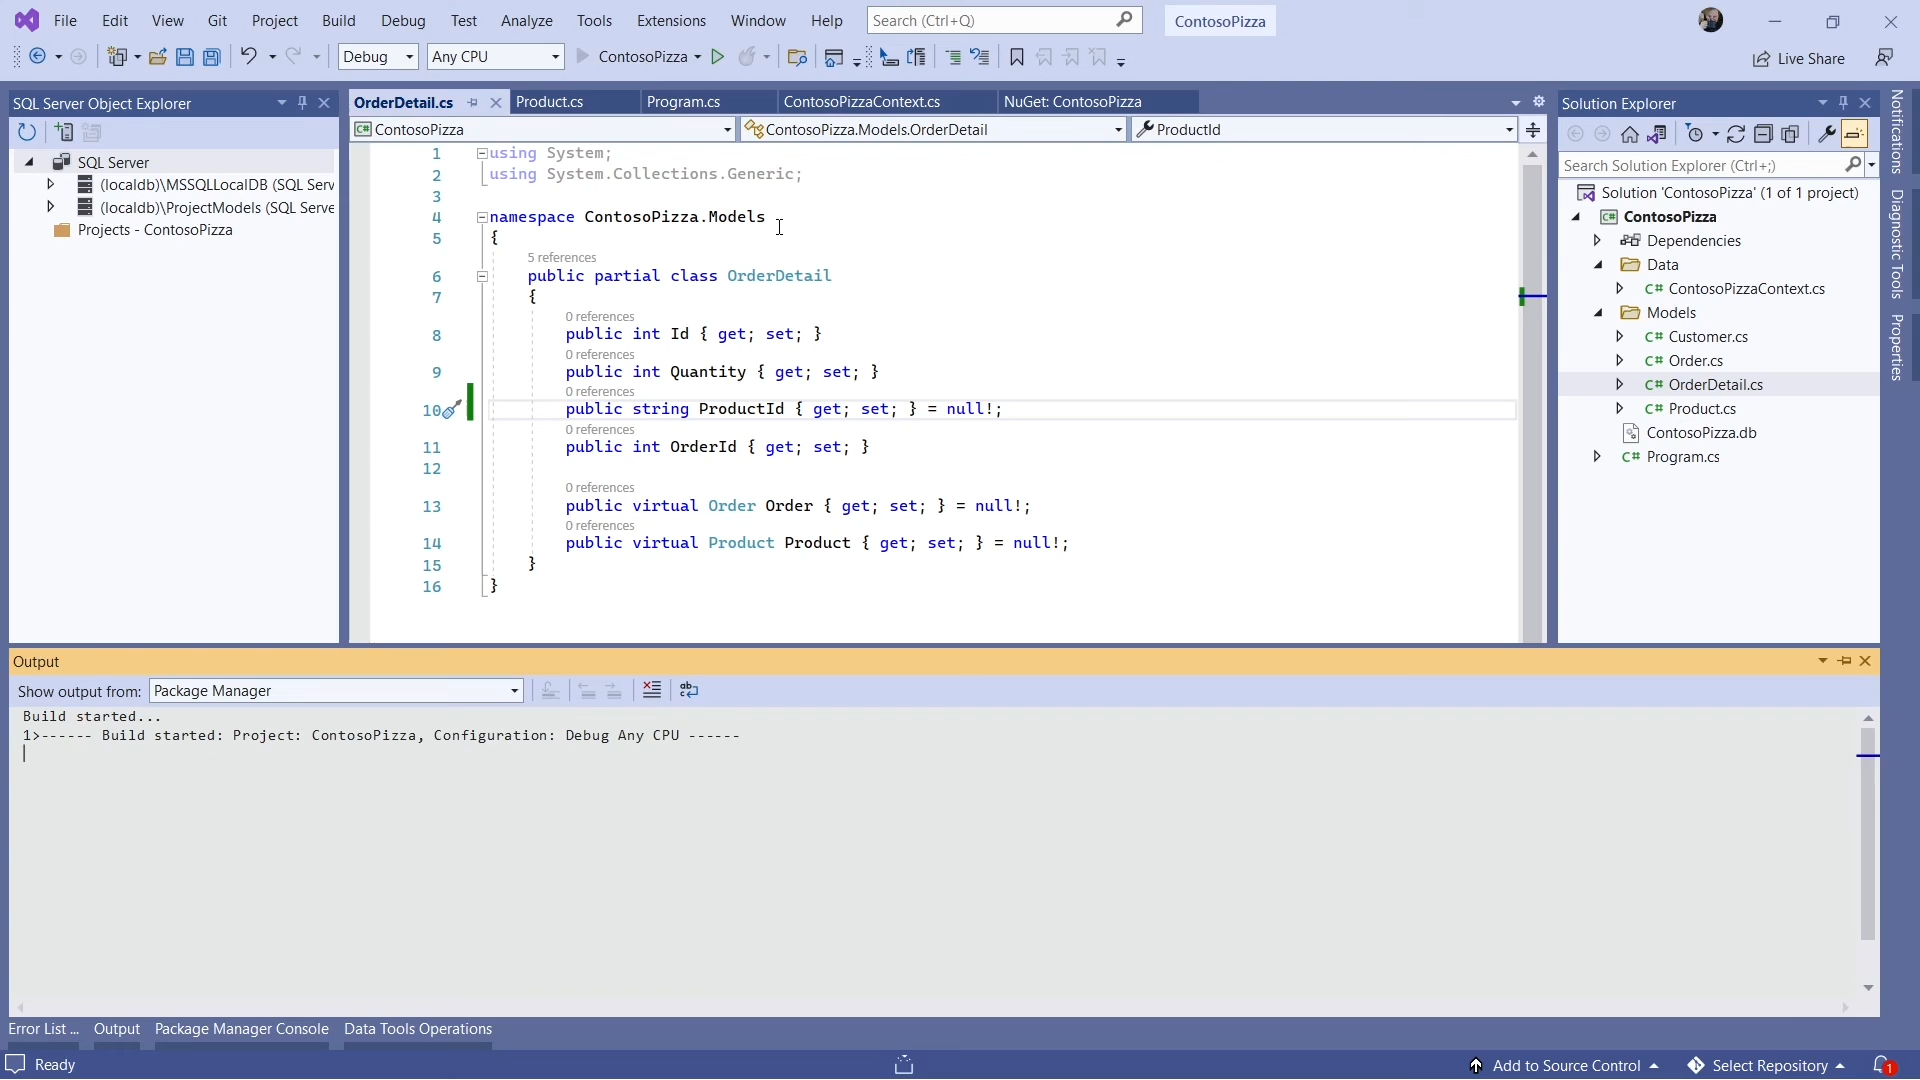 File Edit View Git Project Build Debug Test Analyze Tools Extensions Window Help Search (Ctrl+Q) ContosoPizza
Debug Any CPU ContosoPizza Live Share
SQL Server Object Explorer
SQL Server
(localdb)\MSSQLLocalDB (SQL Serv
(localdb)\ProjectModels (SQL Serve
Projects - ContosoPizza
OrderDetail.cs Product.cs Program.cs ContosoPizzaContext.cs NuGet: ContosoPizza
ContosoPizza ContosoPizza.Models.OrderDetail ProductId
1 using System;
2 using System.Collections.Generic;
3
4 namespace ContosoPizza.Models
5 {
5 references
6 public partial class OrderDetail
7 {
0 references
8 public int Id { get; set; }
0 references
9 public int Quantity { get; set; }
0 references
10 public string ProductId { get; set; } = null!;
0 references
11 public int OrderId { get; set; }
12
0 references
13 public virtual Order Order { get; set; } = null!;
0 references
14 public virtual Product Product { get; set; } = null!;
15 }
16 }
Solution Explorer
Search Solution Explorer (Ctrl+;)
Solution 'ContosoPizza' (1 of 1 project)
C# ContosoPizza
Dependencies
Data
C# ContosoPizzaContext.cs
Models
C# Customer.cs
C# Order.cs
C# OrderDetail.cs
C# Product.cs
ContosoPizza.db
C# Program.cs
Notifications
Diagnostic Tools
Properties
Output
Show output from: Package Manager
Build started...
1>------ Build started: Project: ContosoPizza, Configuration: Debug Any CPU ------
Error List ... Output Package Manager Console Data Tools Operations
Ready Add to Source Control Select Repository 1